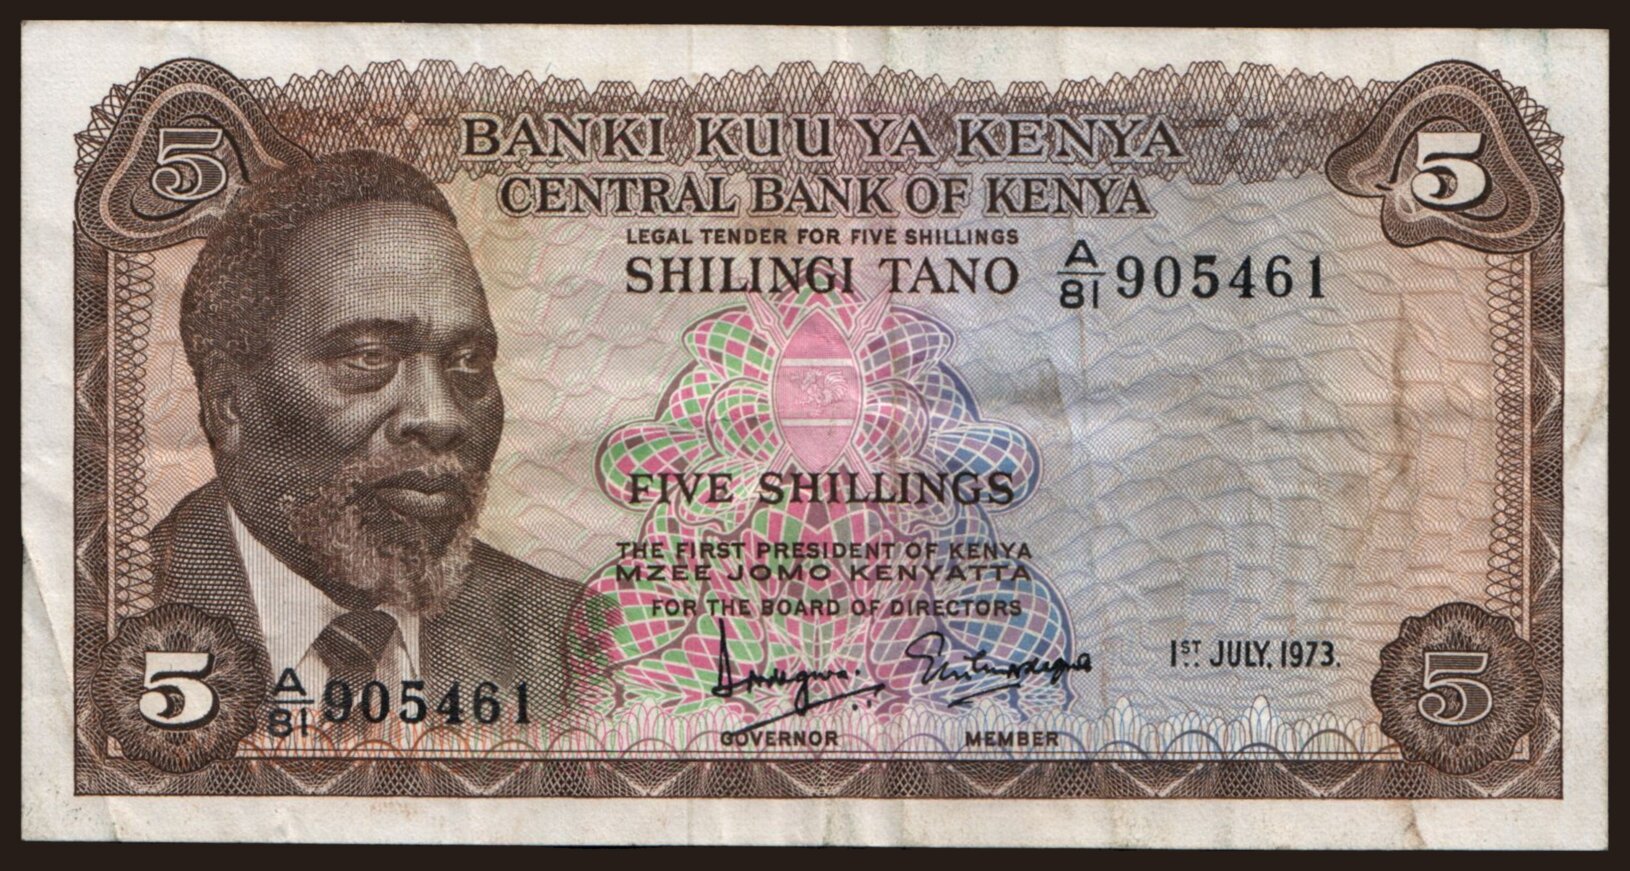 5
5
BANKI KUU YA KENYA
CENTRAL BANK OF KENYA
LEGAL TENDER FOR FIVE SHILLINGS
SHILINGI TANO A/81 905461
FIVE SHILLINGS
THE FIRST PRESIDENT OF KENYA
MZEE JOMO KENYATTA
FOR THE BOARD OF DIRECTORS
1ST JULY, 1973.
5
A/81 905461
GOVERNOR MEMBER
5